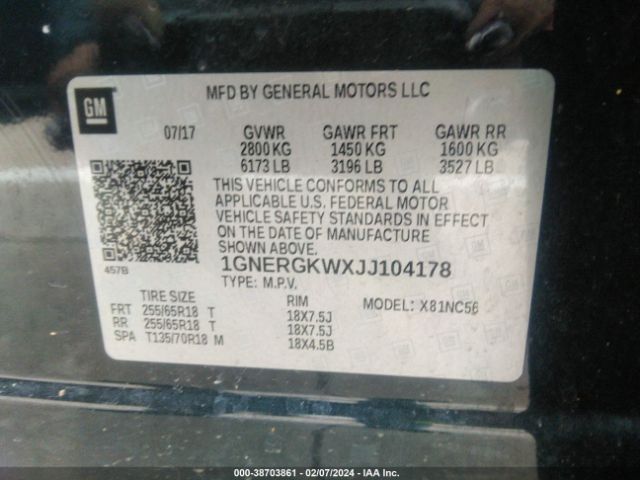 GM
MFD BY GENERAL MOTORS LLC
07/17 GVWR GAWR FRT GAWR RR
2800 KG 1450 KG 1600 KG
6173 LB 3196 LB 3527 LB
THIS VEHICLE CONFORMS TO ALL
APPLICABLE U.S. FEDERAL MOTOR
VEHICLE SAFETY STANDARDS IN EFFECT
ON THE DATE OF MANUFACTURE
SHOWN ABOVE.
457B
1GNERGKWXJJ104178
TYPE: M.P.V.
TIRE SIZE RIM MODEL: X81NC56
FRT 255/65R18 T 18X7.5J
RR 255/65R18 T 18X7.5J
SPA T135/70R18 M 18X4.5B
000-38703861 - 02/07/2024 - IAA Inc.